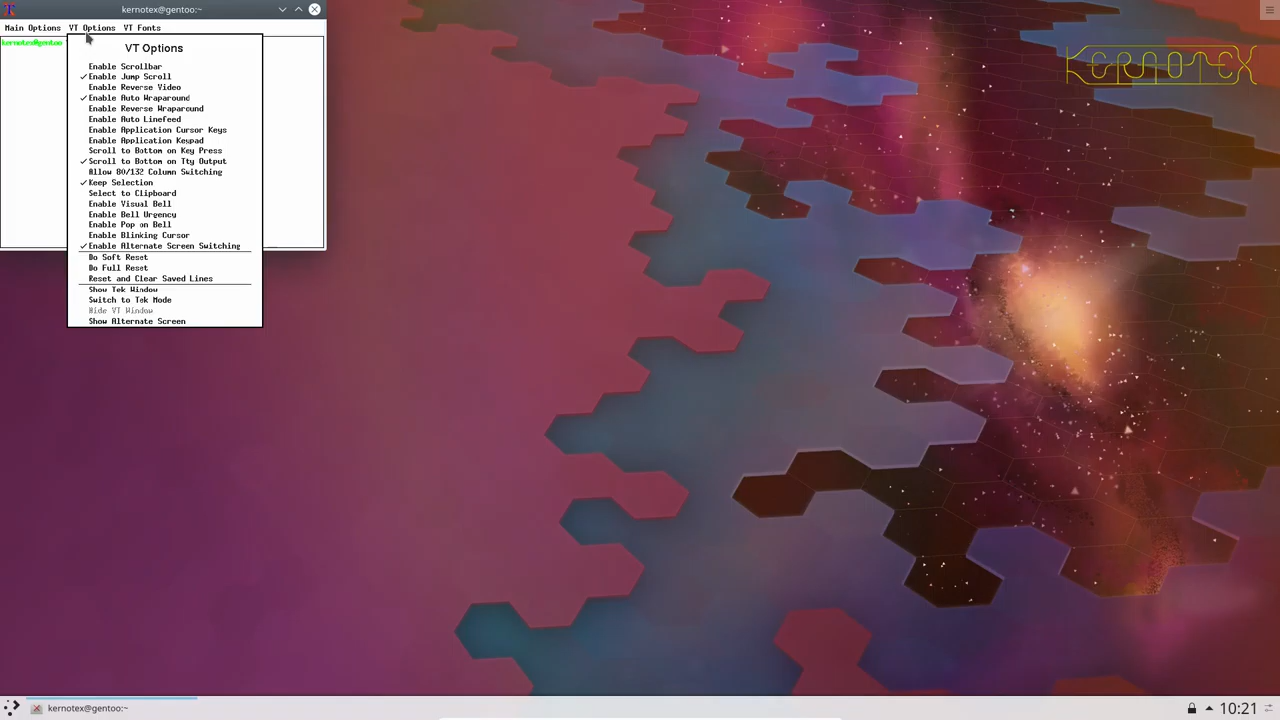 kernotex@gentoo:~
Main Options VT Options VT Fonts
kernotex@gentoo
VT Options
Enable Scrollbar
✓Enable Jump Scroll
Enable Reverse Video
✓Enable Auto Wraparound
Enable Reverse Wraparound
Enable Auto Linefeed
Enable Application Cursor Keys
Enable Application Keypad
Scroll to Bottom on Key Press
✓Scroll to Bottom on Tty Output
Allow 80/132 Column Switching
✓Keep Selection
Select to Clipboard
Enable Visual Bell
Enable Bell Urgency
Enable Pop on Bell
Enable Blinking Cursor
✓Enable Alternate Screen Switching
Do Soft Reset
Do Full Reset
Reset and Clear Saved Lines
Show Tek Window
Switch to Tek Mode
Hide VT Window
Show Alternate Screen
KERNOTEX
kernotex@gentoo:~
10:21